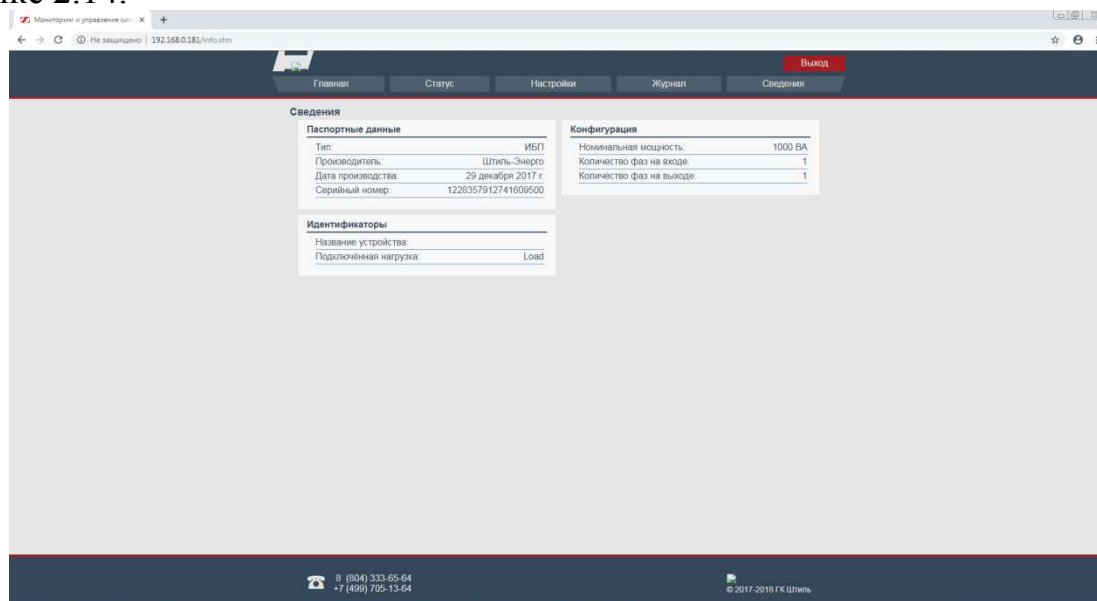 2.14.
Мониторинг и управление сис
Не защищено | 192.168.0.181/info.stm
Выход
Главная Статус Настройки Журнал Сведения
Сведения
Паспортные данные
Тип: ИБП
Производитель: Штиль-Энерго
Дата производства: 29 декабря 2017 г.
Серийный номер: 1228357912741609500
Конфигурация
Номинальная мощность: 1000 ВА
Количество фаз на входе: 1
Количество фаз на выходе: 1
Идентификаторы
Название устройства:
Подключённая нагрузка: Load
8 (804) 333-65-64
+7 (499) 705-13-64
© 2017-2018 ГК Штиль